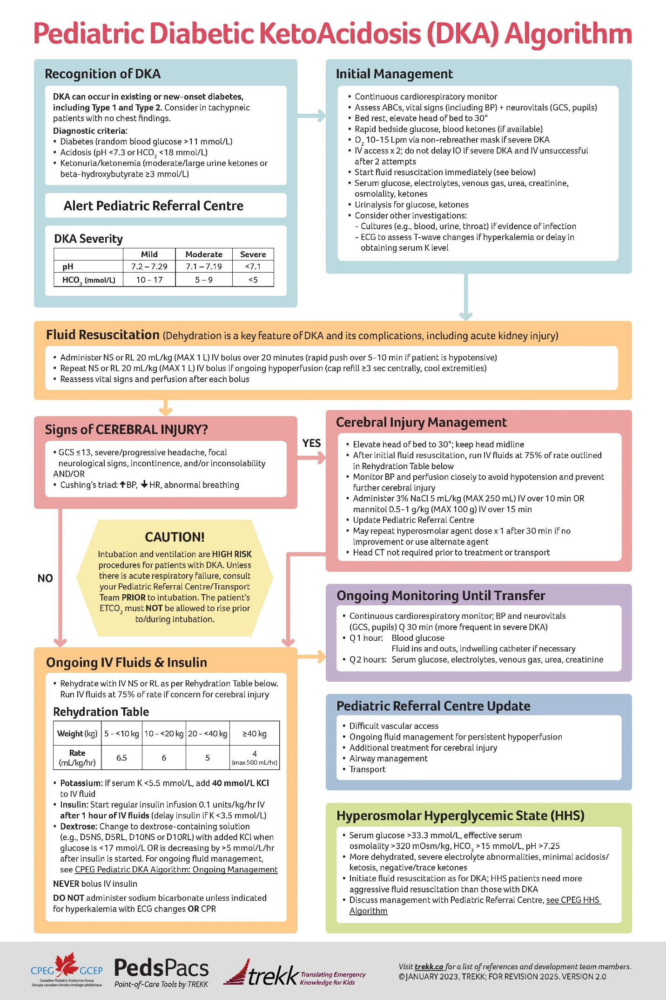 Pediatric Diabetic KetoAcidosis (DKA) Algorithm
Recognition of DKA
DKA can occur in existing or new-onset diabetes,
including Type 1 and Type 2. Consider in tachypneic
patients with no chest findings.
Diagnostic criteria:
• Diabetes (random blood glucose >11 mmol/L)
• Acidosis (pH <7.3 or HCO3 <18 mmol/L)
• Ketonuria/ketonemia (moderate/large urine ketones or
beta-hydroxybutyrate ≥3 mmol/L)
Alert Pediatric Referral Centre
DKA Severity
Mild Moderate Severe
pH 7.2 – 7.29 7.1 – 7.19 <7.1
HCO3 (mmol/L) 10 - 17 5 – 9 <5
Initial Management
• Continuous cardiorespiratory monitor
• Assess ABCs, vital signs (including BP) + neurovitals (GCS, pupils)
• Bed rest, elevate head of bed to 30°
• Rapid bedside glucose, blood ketones (if available)
• O2 10-15 Lpm via non-rebreather mask if severe DKA
• IV access x 2; do not delay IO if severe DKA and IV unsuccessful
after 2 attempts
• Start fluid resuscitation immediately (see below)
• Serum glucose, electrolytes, venous gas, urea, creatinine,
osmolality, ketones
• Urinalysis for glucose, ketones
• Consider other investigations:
- Cultures (e.g., blood, urine, throat) if evidence of infection
- ECG to assess T-wave changes if hyperkalemia or delay in
obtaining serum K level
Fluid Resuscitation (Dehydration is a key feature of DKA and its complications, including acute kidney injury)
• Administer NS or RL 20 mL/kg (MAX 1 L) IV bolus over 20 minutes (rapid push over 5-10 min if patient is hypotensive)
• Repeat NS or RL 20 mL/kg (MAX 1 L) IV bolus if ongoing hypoperfusion (cap refill ≥3 sec centrally, cool extremities)
• Reassess vital signs and perfusion after each bolus
Signs of CEREBRAL INJURY?
• GCS ≤13, severe/progressive headache, focal
neurological signs, incontinence, and/or inconsolability
AND/OR
• Cushing's triad: ↑BP, ↓HR, abnormal breathing
YES
Cerebral Injury Management
• Elevate head of bed to 30°; keep head midline
• After initial fluid resuscitation, run IV fluids at 75% of rate outlined
in Rehydration Table below
• Monitor BP and perfusion closely to avoid hypotension and prevent
further cerebral injury
• Administer 3% NaCl 5 mL/kg (MAX 250 mL) IV over 10 min OR
mannitol 0.5-1 g/kg (MAX 100 g) IV over 15 min
• Update Pediatric Referral Centre
• May repeat hyperosmolar agent dose x 1 after 30 min if no
improvement or use alternate agent
• Head CT not required prior to treatment or transport
NO
CAUTION!
Intubation and ventilation are HIGH RISK
procedures for patients with DKA. Unless
there is acute respiratory failure, consult
your Pediatric Referral Centre/Transport
Team PRIOR to intubation. The patient's
ETCO2 must NOT be allowed to rise prior
to/during intubation.
Ongoing IV Fluids & Insulin
• Rehydrate with IV NS or RL as per Rehydration Table below.
Run IV fluids at 75% of rate if concern for cerebral injury
Rehydration Table
Weight (kg) 5 - <10 kg 10 - <20 kg 20 - <40 kg ≥40 kg
Rate
(mL/kg/hr) 6.5 6 5 4
(max 500 mL/hr)
• Potassium: If serum K <5.5 mmol/L, add 40 mmol/L KCl
to IV fluid
• Insulin: Start regular insulin infusion 0.1 units/kg/hr IV
after 1 hour of IV fluids (delay insulin if K <3.5 mmol/L)
• Dextrose: Change to dextrose-containing solution
(e.g., D5NS, D5RL, D10NS or D10RL) with added KCl when
glucose is <17 mmol/L OR is decreasing by >5 mmol/L/hr
after insulin is started. For ongoing fluid management,
see CPEG Pediatric DKA Algorithm: Ongoing Management
NEVER bolus IV insulin
DO NOT administer sodium bicarbonate unless indicated
for hyperkalemia with ECG changes OR CPR
Ongoing Monitoring Until Transfer
• Continuous cardiorespiratory monitor; BP and neurovitals
(GCS, pupils) Q 30 min (more frequent in severe DKA)
• Q 1 hour: Blood glucose
Fluid ins and outs, indwelling catheter if necessary
• Q 2 hours: Serum glucose, electrolytes, venous gas, urea, creatinine
Pediatric Referral Centre Update
• Difficult vascular access
• Ongoing fluid management for persistent hypoperfusion
• Additional treatment for cerebral injury
• Airway management
• Transport
Hyperosmolar Hyperglycemic State (HHS)
• Serum glucose >33.3 mmol/L, effective serum
osmolality >320 mOsm/kg, HCO3 >15 mmol/L, pH >7.25
• More dehydrated, severe electrolyte abnormalities, minimal acidosis/
ketosis, negative/trace ketones
• Initiate fluid resuscitation as for DKA; HHS patients need more
aggressive fluid resuscitation than those with DKA
• Discuss management with Pediatric Referral Centre, see CPEG HHS
Algorithm
CPEG GCEP
Canadian Pediatric Endocrine Group
Groupe canadien d'endocrinologie pédiatrique
PedsPacs
Point-of-Care Tools by TREKK
trekk
Translating Emergency
Knowledge for Kids
Visit trekk.ca for a list of references and development team members.
©JANUARY 2023, TREKK; FOR REVISION 2025. VERSION 2.0